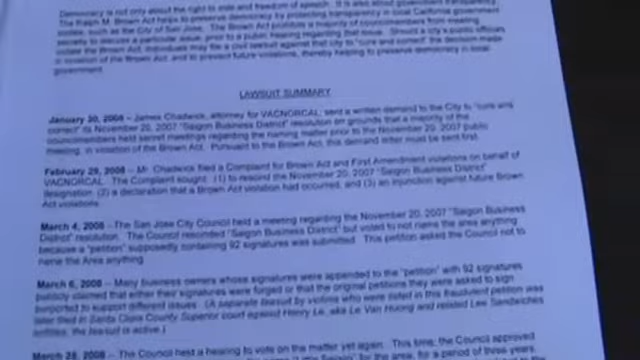 Democracy is not only about the right to vote and freedom of speech. It is also about government transparency.
The Ralph M. Brown Act helps to preserve democracy by protecting transparency in local California government
bodies, such as the City of San Jose. The Brown Act prohibits a majority of councilmembers from meeting
secretly to discuss a particular issue, prior to a public hearing regarding that issue. Should a city's public officials
violate the Brown Act, individuals may file a civil lawsuit against that city to "cure and correct" the decision made
in violation of the Brown Act, and to prevent future violations, thereby helping to preserve democracy in local
government.
LAWSUIT SUMMARY
January 30, 2008 – James Chadwick, attorney for VACNORCAL, sent a written demand to the City to "cure and
correct" its November 20, 2007 "Saigon Business District" resolution on grounds that a majority of the
councilmembers held secret meetings regarding the naming matter prior to the November 20, 2007 public
meeting, in violation of the Brown Act. Pursuant to the Brown Act, this demand letter must be sent first.
February 29, 2008 – Mr. Chadwick filed a Complaint for Brown Act and First Amendment violations on behalf of
VACNORCAL. The Complaint sought: (1) to rescind the November 20, 2007 "Saigon Business District"
designation; (2) a declaration that a Brown Act violation had occurred; and (3) an injunction against future Brown
Act violations.
March 4, 2008 – The San Jose City Council held a meeting regarding the November 20, 2007 "Saigon Business
District" resolution. The Council rescinded "Saigon Business District" but voted to not name the area anything
because a "petition" supposedly containing 92 signatures was submitted. This petition asked the Council not to
name the Area anything.
March 6, 2008 – Many business owners whose signatures were appended to the "petition" with 92 signatures
publicly claimed that either their signatures were forged or that the original petitions they were asked to sign
purported to support different issues. (A separate lawsuit by victims who were listed in this fraudulent petition was
later filed in Santa Clara County Superior court against Henry Le, aka Le Van Huong and related Lee Sandwiches
entities; the lawsuit is active.)
March 25, 2008 – The Council held a hearing to vote on the matter yet again. This time, the Council approved
for the area, for a period of three years,